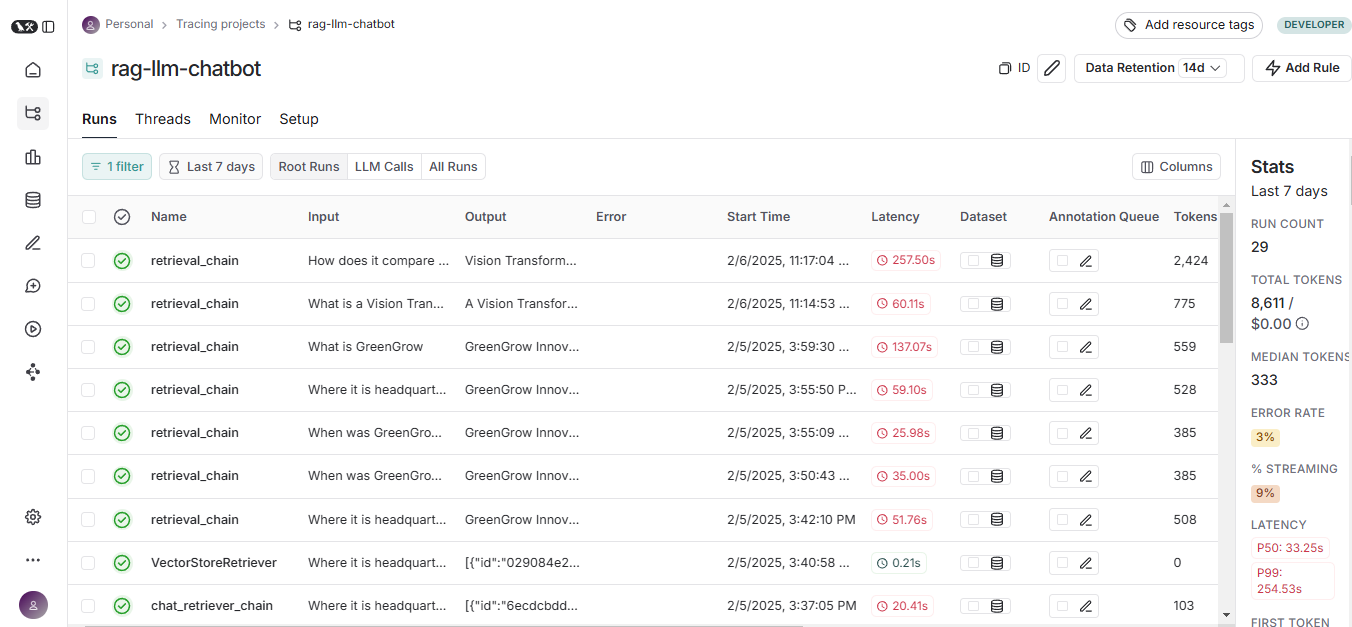 Personal > Tracing projects > rag-llm-chatbot
Add resource tags
DEVELOPER
rag-llm-chatbot
ID
Data Retention 14d
Add Rule
Runs Threads Monitor Setup
1 filter Last 7 days Root Runs LLM Calls All Runs Columns
Name Input Output Error Start Time Latency Dataset Annotation Queue Tokens
retrieval_chain How does it compare ... Vision Transform... 2/6/2025, 11:17:04 ... 257.50s 2,424
retrieval_chain What is a Vision Tran... A Vision Transfor... 2/6/2025, 11:14:53 ... 60.11s 775
retrieval_chain What is GreenGrow GreenGrow Innov... 2/5/2025, 3:59:30 ... 137.07s 559
retrieval_chain Where it is headquart... GreenGrow Innov... 2/5/2025, 3:55:50 P... 59.10s 528
retrieval_chain When was GreenGro... GreenGrow Innov... 2/5/2025, 3:55:09 ... 25.98s 385
retrieval_chain When was GreenGro... GreenGrow Innov... 2/5/2025, 3:50:43 ... 35.00s 385
retrieval_chain Where it is headquart... GreenGrow Innov... 2/5/2025, 3:42:10 PM 51.76s 508
VectorStoreRetriever Where it is headquart... [{"id":"029084e2... 2/5/2025, 3:40:58 ... 0.21s 0
chat_retriever_chain Where it is headquart... [{"id":"6ecdcbdd... 2/5/2025, 3:37:05 PM 20.41s 103
Stats
Last 7 days
RUN COUNT
29
TOTAL TOKENS
8,611 /
$0.00
MEDIAN TOKENS
333
ERROR RATE
3%
% STREAMING
9%
LATENCY
P50: 33.25s
P99:
254.53s
FIRST TOKEN